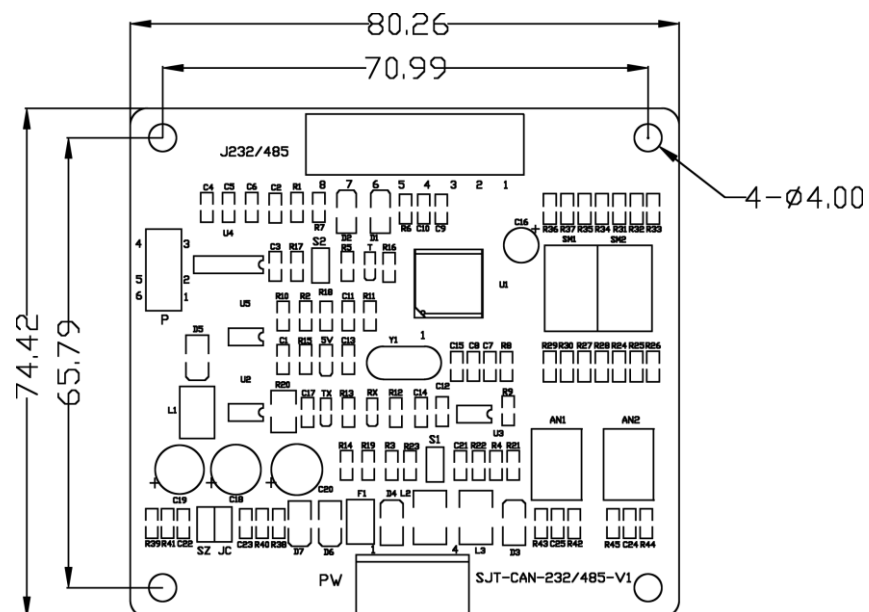 80.26
70.99
J232/485
4-Ø4.00
C4 C5 C6 C2 R1 8 7 6 5 4 3 2 1
R7 D2 D1 R6 C10 C9
U4
C16
R36 R37 R35 R34 R31 R32 R33
SM1 SM2
4 3
C3 R17 S2 R5 T R16
5 2
6 1
P
U1
U5
R10 R2 R18 C11 R11
74.42
65.79
D5
C1 R15 5V C13 Y1 1
C15 C8 C7 R8
R29 R30 R27 R28 R24 R25 R26
U2
R20
L1
C17 TX R13 RX R12 C14 C12
R9
U3
AN1 AN2
R14 R19 R3 R23 S1 C21 R22 R4 R21
C19 C18 C20
F1 D4 L2
R39 R41 C22 SZ JC C23 R40 R38 D7 D6
1 4
L3 D3
R43 C25 R42 R45 C24 R44
PW
SJT-CAN-232/485-V1